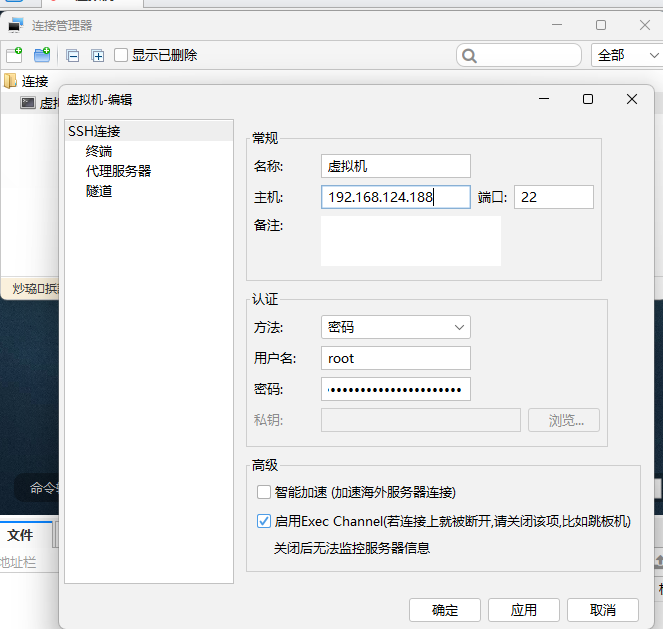 连接管理器
显示已删除
全部
连接
虚拟机-编辑
SSH连接
终端
代理服务器
隧道
常规
名称:
虚拟机
主机:
192.168.124.188
端口:
22
备注:
认证
方法:
密码
用户名:
root
密码:
私钥:
浏览...
高级
智能加速 (加速海外服务器连接)
启用Exec Channel(若连接上就被断开,请关闭该项,比如跳板机)
关闭后无法监控服务器信息
命令
文件
地址栏
确定
应用
取消